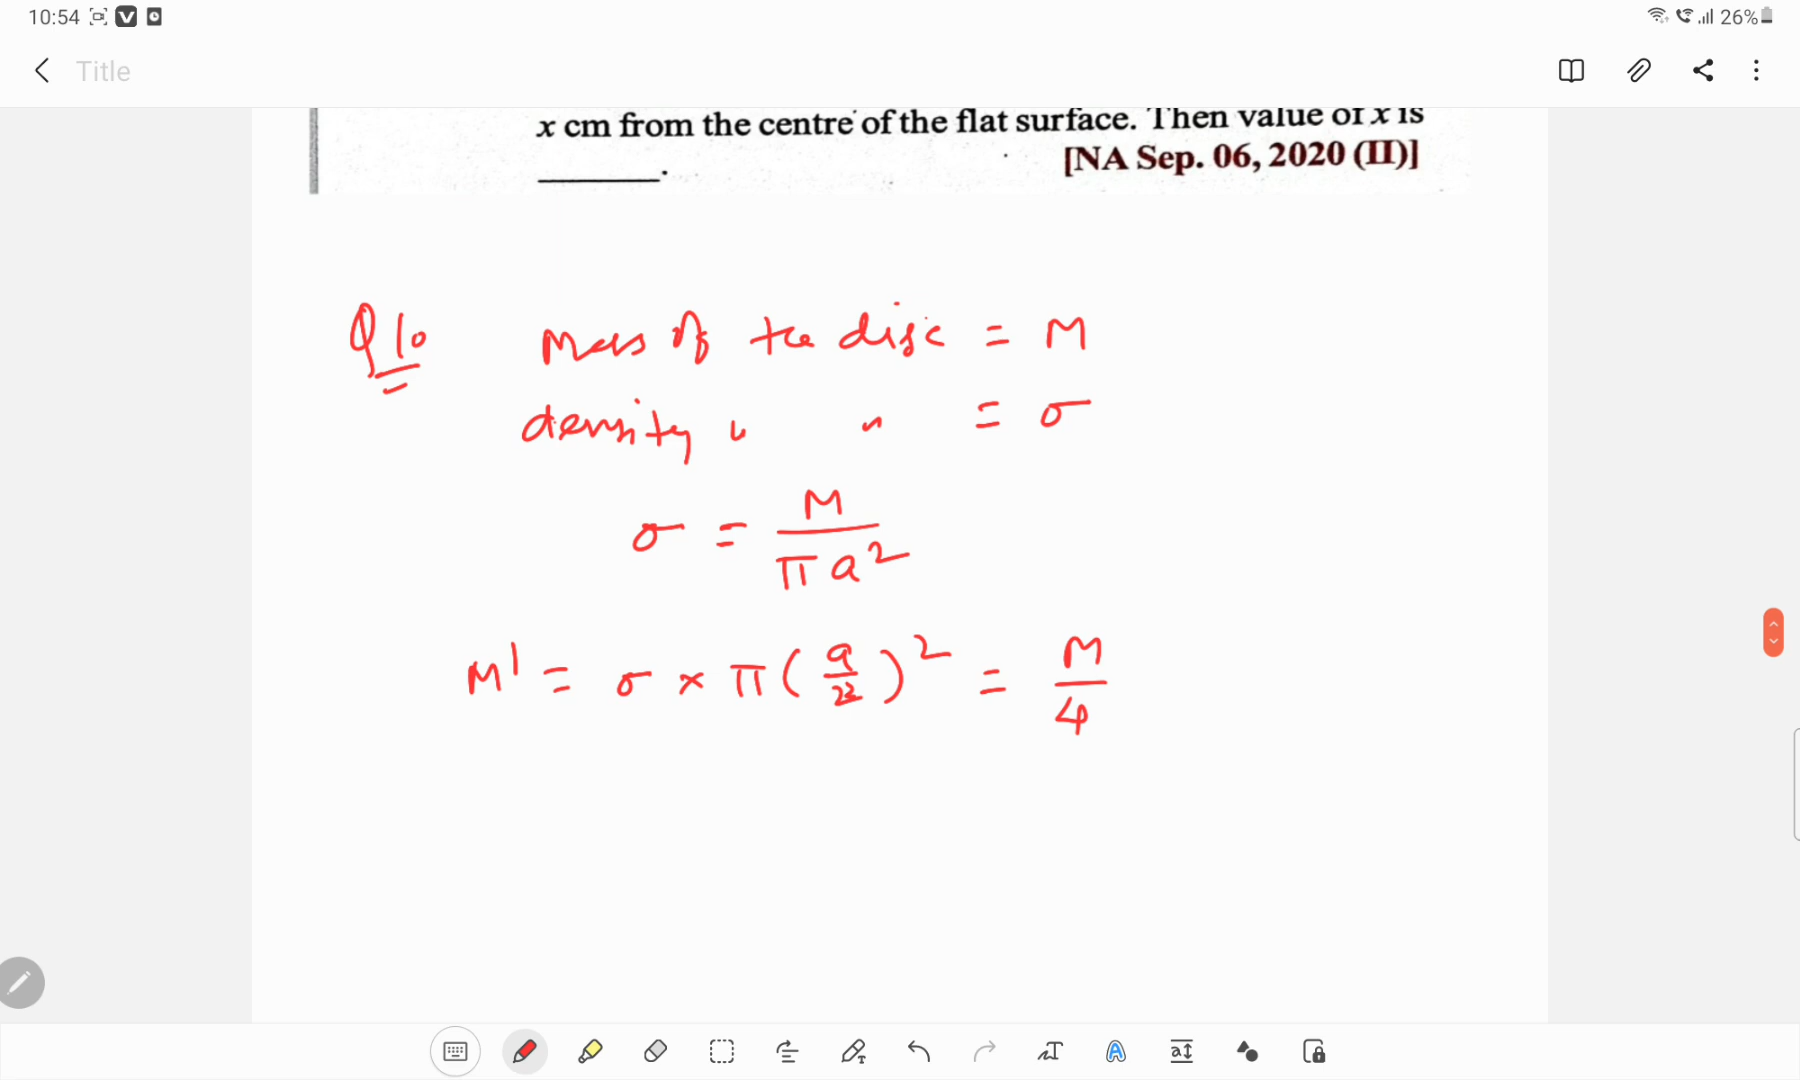 10:54 26%
Title
x cm from the centre of the flat surface. Then value of x is
________. [NA Sep. 06, 2020 (II)]
Q10 Mass of the disc = M
density " " = σ
σ = M / πa²
M' = σ × π(a/2)² = M/4